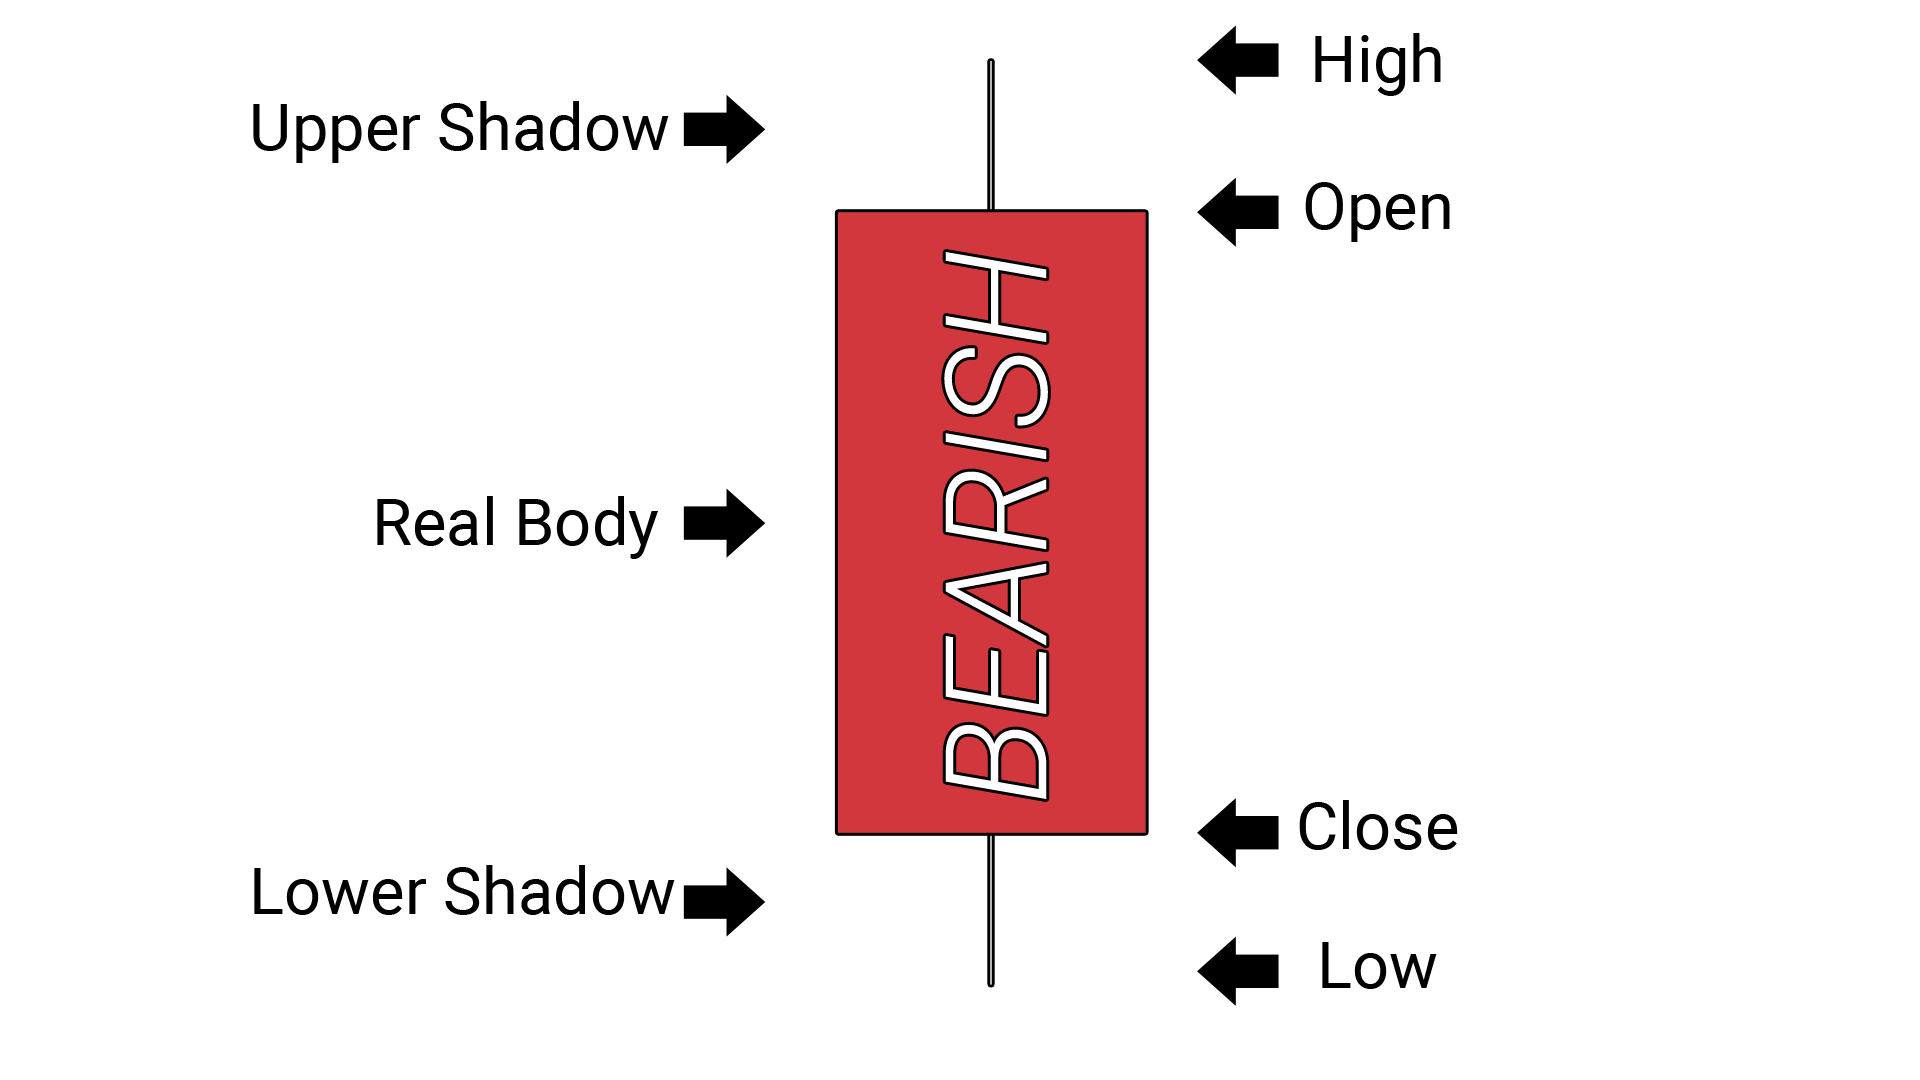 High
Upper Shadow
Open
BEARISH
Real Body
Close
Lower Shadow
Low